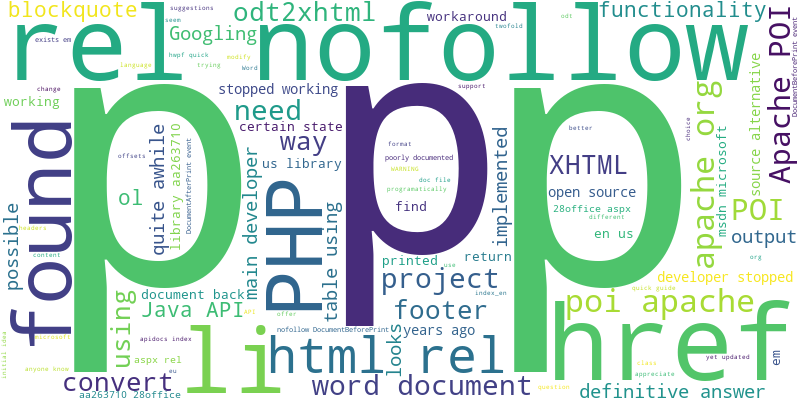 blockquote
odt2xhtml
suggestions
seem
Googling
hwpf quick
modify
trying
Word
exists em
language
rel nofollow
workaround
twofold
odt
functionality
Apache POI
DocumentBeforePrint event
change
working
stopped working
need
certain state
way
us library
p p p
found
possible
offsets
ol
quite awhile
library aa263710
DocumentAfterPrint event
main developer
PHP
table using
format
poorly documented
WARNING
doc file
programatically
find
support
implemented
XHTML
open source
28office aspx
different
en us
better
choice
apache org
msdn microsoft
source alternative
POI
output
org
headers
content
using
document back
Java API
API
printed
project
footer
return
use
index_en
developer stopped
quick guide
poi apache
href
initial idea
microsoft
anyone know
apidocs index
aspx rel
eu
offer
nofollow DocumentBeforePrint
years ago
looks
html rel
li
convert
aa263710 28office
word document
yet updated
class
appreciate
question
em
definitive answer